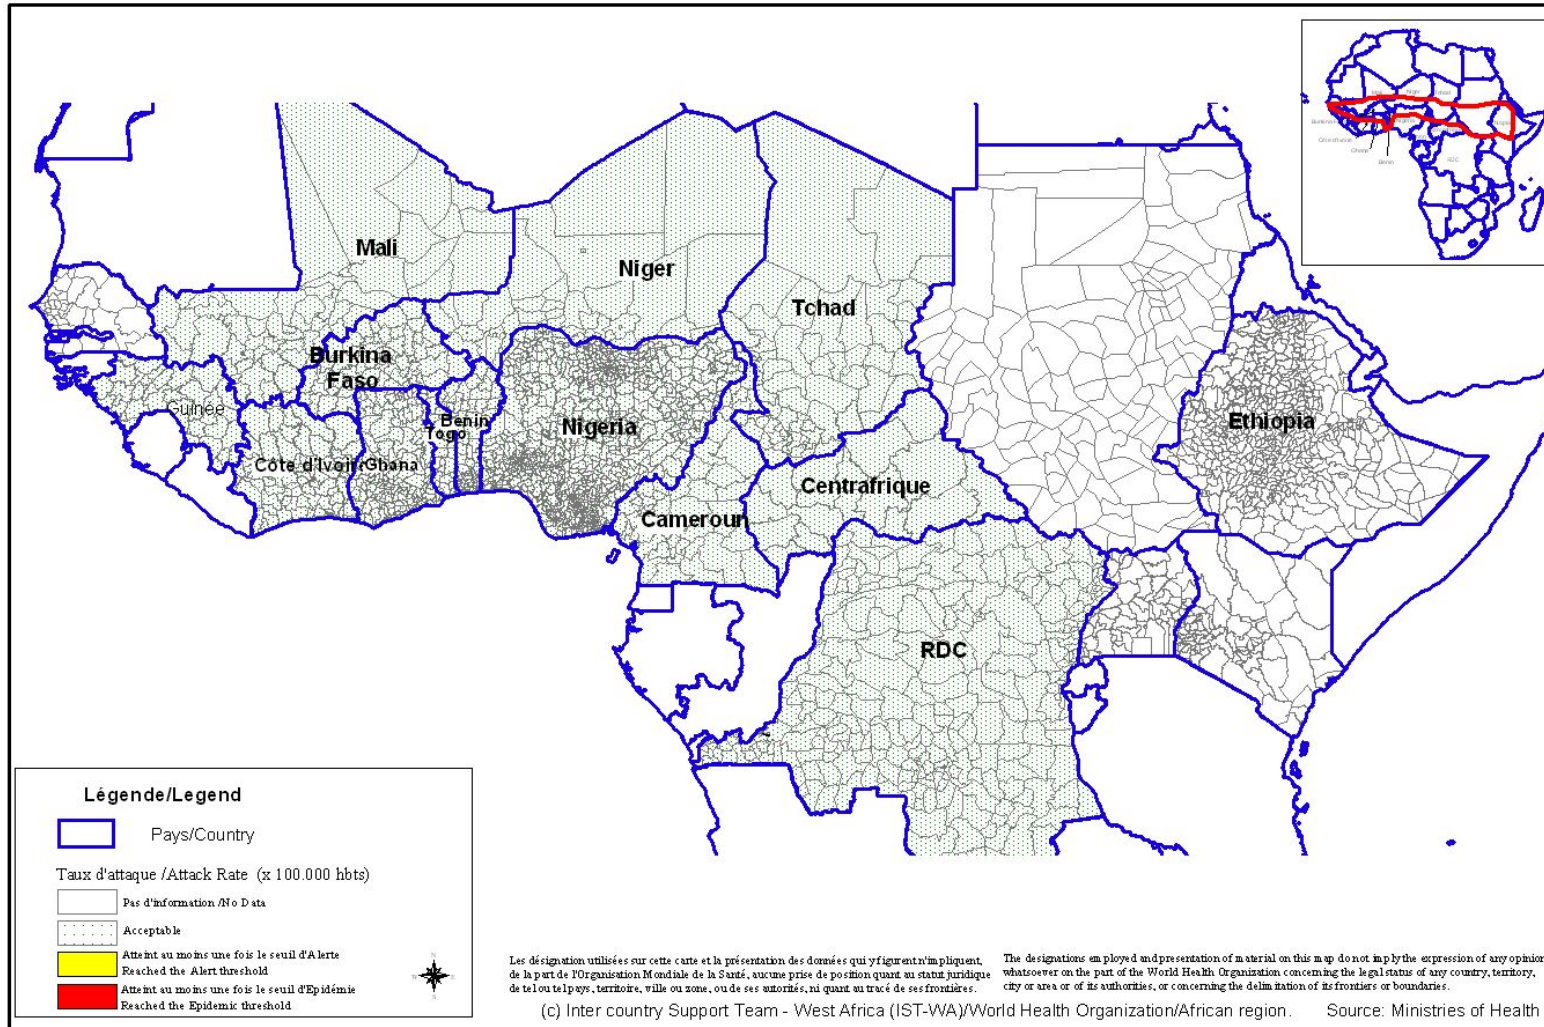 Mali
Niger
Tchad
Burkina
Faso
Guinée
Benin
Togo
Nigeria
Ethiopia
Côte d'Ivoire
Ghana
Centrafrique
Cameroun
RDC
Niger
Tchad
Benin
RDC
Légende/Legend
Pays/Country
Taux d'attaque /Attack Rate (x 100.000 hbts)
Pas d'information /No Data
Acceptable
Atteint au moins une fois le seuil d'Alerte
Reached the Alert threshold
Atteint au moins une fois le seuil d'Epidémie
Reached the Epidemic threshold
Les désignation utilisées sur cette carte et la présentation des données qui y figurent n'impliquent,
de la part de l'Organisation Mondiale de la Santé, aucune prise de position quant au statut juridique
de tel ou tel pays, territoire, ville ou zone, ou de ses autorités, ni quant au tracé de ses frontières.
The designations employed and presentation of material on this map do not imply the expression of any opinion
whatsoever on the part of the World Health Organization concerning the legal status of any country, territory,
city or area or of its authorities, or concerning the delimitation of its frontiers or boundaries.
(c) Inter country Support Team - West Africa (IST-WA)/World Health Organization/African region.
Source: Ministries of Health